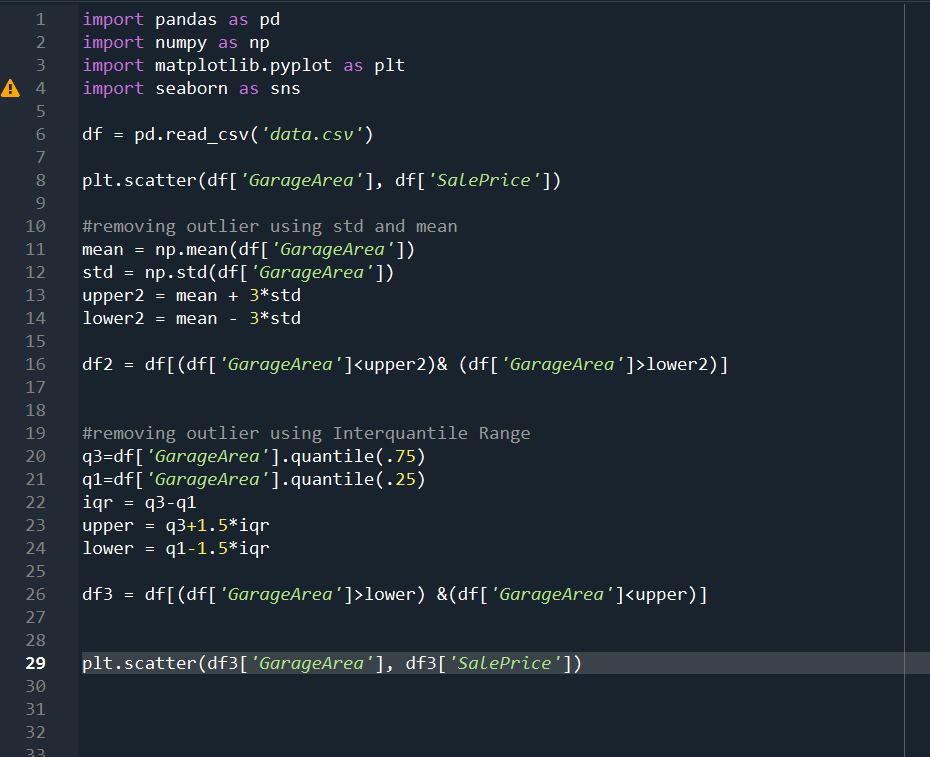 1 import pandas as pd
2 import numpy as np
3 import matplotlib.pyplot as plt
4 import seaborn as sns
5
6 df = pd.read_csv('data.csv')
7
8 plt.scatter(df['GarageArea'], df['SalePrice'])
9
10 #removing outlier using std and mean
11 mean = np.mean(df['GarageArea'])
12 std = np.std(df['GarageArea'])
13 upper2 = mean + 3*std
14 lower2 = mean - 3*std
15
16 df2 = df[(df['GarageArea']<upper2)& (df['GarageArea']>lower2)]
17
18
19 #removing outlier using Interquantile Range
20 q3=df['GarageArea'].quantile(.75)
21 q1=df['GarageArea'].quantile(.25)
22 iqr = q3-q1
23 upper = q3+1.5*iqr
24 lower = q1-1.5*iqr
25
26 df3 = df[(df['GarageArea']>lower) &(df['GarageArea']<upper)]
27
28
29 plt.scatter(df3['GarageArea'], df3['SalePrice'])
30
31
32
33